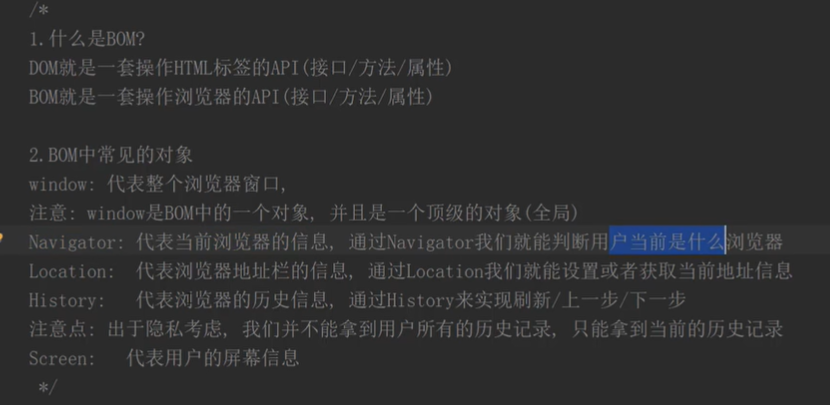 /*
1.什么是BOM?
DOM就是一套操作HTML标签的API(接口/方法/属性)
BOM就是一套操作浏览器的API(接口/方法/属性)
2.BOM中常见的对象
window: 代表整个浏览器窗口,
注意: window是BOM中的一个对象, 并且是一个顶级的对象(全局)
Navigator: 代表当前浏览器的信息, 通过Navigator我们就能判断用户当前是什么浏览器
Location: 代表浏览器地址栏的信息, 通过Location我们就能设置或者获取当前地址信息
History: 代表浏览器的历史信息, 通过History来实现刷新/上一步/下一步
注意点: 出于隐私考虑, 我们并不能拿到用户所有的历史记录, 只能拿到当前的历史记录
Screen: 代表用户的屏幕信息
*/